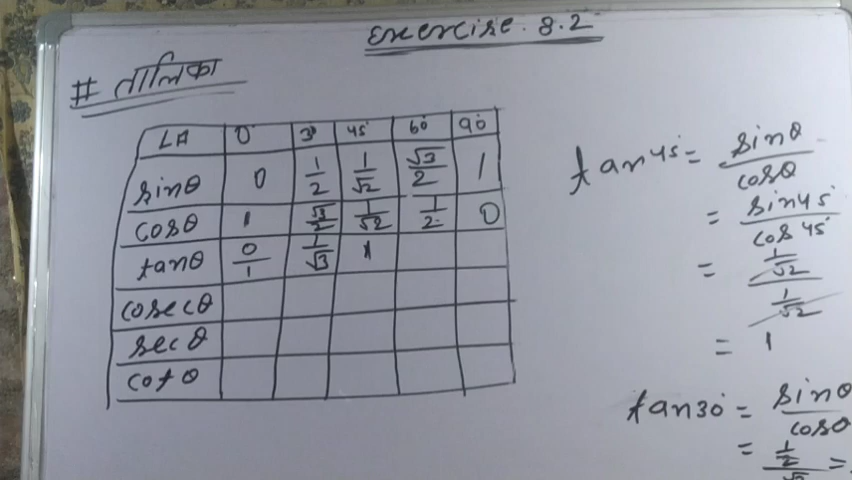 Exercise. 8.2
# तालिका
∠A 0° 30° 45° 60° 90°
sinθ 0 1/2 1/√2 √3/2 1
cosθ 1 √3/2 1/√2 1/2 0
tanθ 0/1 1/√3 1
cosecθ
secθ
cotθ
tan45° = sinθ/cosθ
= sin45°/cos45°
= 1/√2 / 1/√2
= 1
tan30° = sinθ/cosθ
= 1/2 / √3 =